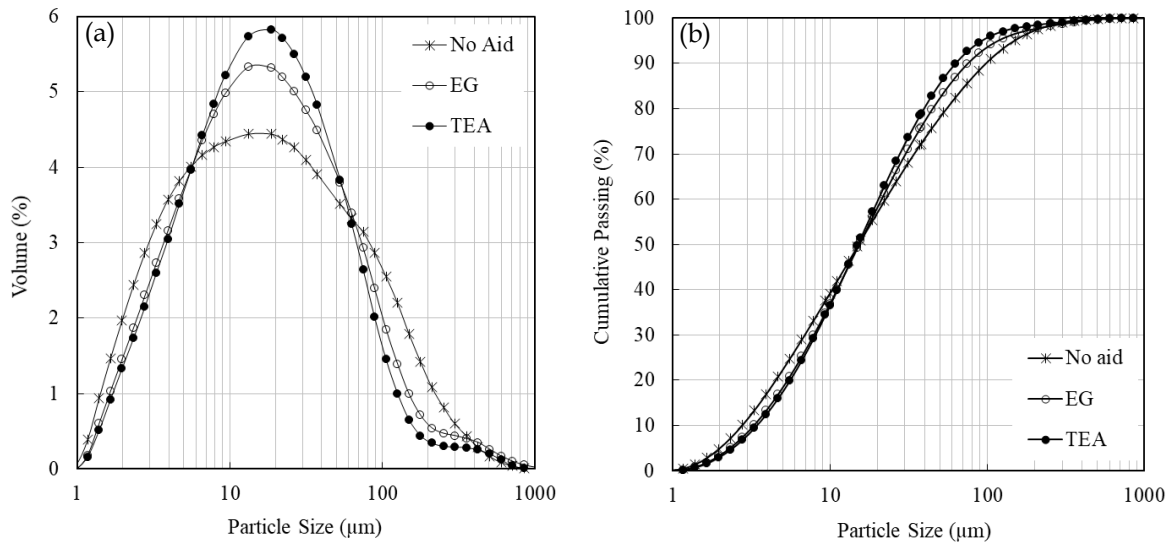 (a)
No Aid
EG
TEA
Volume (%)
6
5
4
3
2
1
0
1
10
100
1000
Particle Size (μm)
(b)
No aid
EG
TEA
Cumulative Passing (%)
100
90
80
70
60
50
40
30
20
10
0
1
10
100
1000
Particle Size (μm)